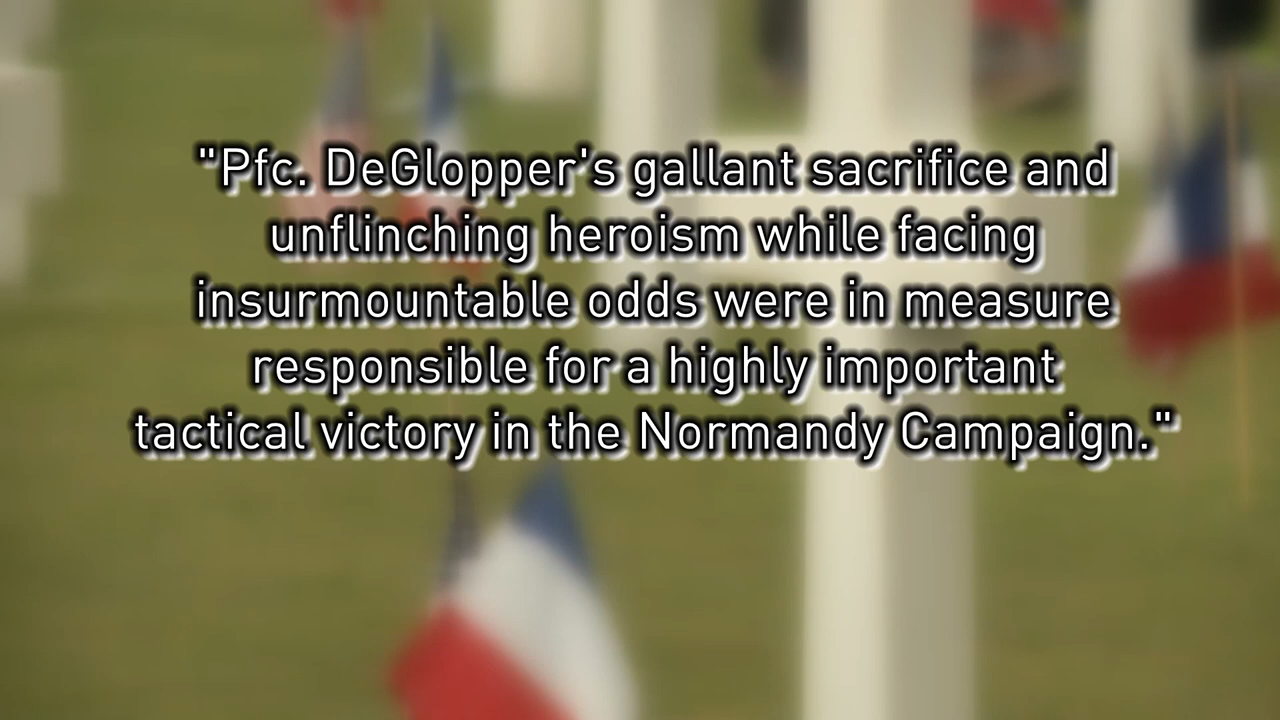 "Pfc. DeGlopper's gallant sacrifice and
unflinching heroism while facing
insurmountable odds were in measure
responsible for a highly important
tactical victory in the Normandy Campaign."